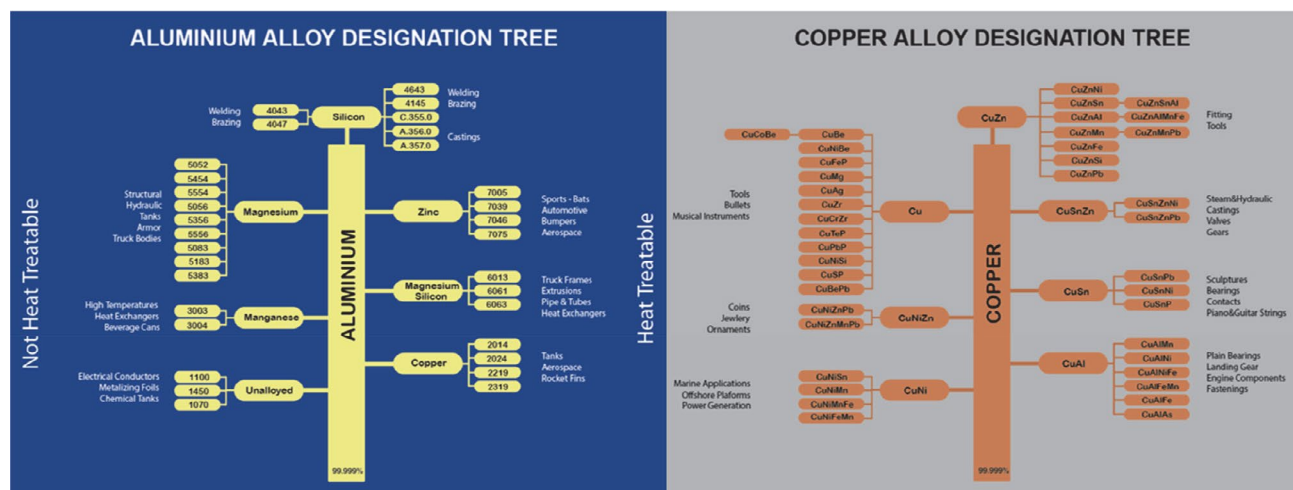 ALUMINIUM ALLOY DESIGNATION TREE
Not Heat Treatable
Heat Treatable
ALUMINIUM
99.999%
Silicon
Welding
Brazing
4043
4047
4643
4145
C.355.0
A.356.0
A.357.0
Welding
Brazing
Castings
Magnesium
5052
5454
5554
5056
5356
5556
5083
5183
5383
Structural
Hydraulic
Tanks
Armor
Truck Bodies
Zinc
7005
7039
7046
7075
Sports - Bats
Automotive
Bumpers
Aerospace
Magnesium
Silicon
6013
6061
6063
Truck Frames
Extrusions
Pipe & Tubes
Heat Exchangers
Manganese
3003
3004
High Temperatures
Heat Exchangers
Beverage Cans
Copper
2014
2024
2219
2319
Tanks
Aerospace
Rocket Fins
Unalloyed
1100
1450
1070
Electrical Conductors
Metalizing Foils
Chemical Tanks
COPPER ALLOY DESIGNATION TREE
COPPER
99.999%
CuZn
CuZnNi
CuZnSn
CuZnSnAl
CuZnAl
CuZnAlMnFe
CuZnMn
CuZnMnPb
CuZnFe
CuZnSi
CuZnPb
Fitting
Tools
Cu
CuCoBe
CuBe
CuNiBe
CuFeP
CuMg
CuAg
CuZr
CuCrZr
CuTeP
CuPbP
CuNiSi
CuSP
CuBePb
Tools
Bullets
Musical Instruments
CuSnZn
CuSnZnNi
CuSnZnPb
Steam&Hydraulic
Castings
Valves
Gears
CuSn
CuSnPb
CuSnNi
CuSnP
Sculptures
Bearings
Contacts
Piano&Guitar Strings
CuNiZn
CuNiZnPb
CuNiZnMnPb
Coins
Jewlery
Ornaments
CuAl
CuAlMn
CuAlNi
CuAlNiFe
CuAlFeMn
CuAlFe
CuAlAs
Plain Bearings
Landing Gear
Engine Components
Fastenings
CuNi
CuNiSn
CuNiMn
CuNiMnFe
CuNiFeMn
Marine Applications
Offshore Plaforms
Power Generation